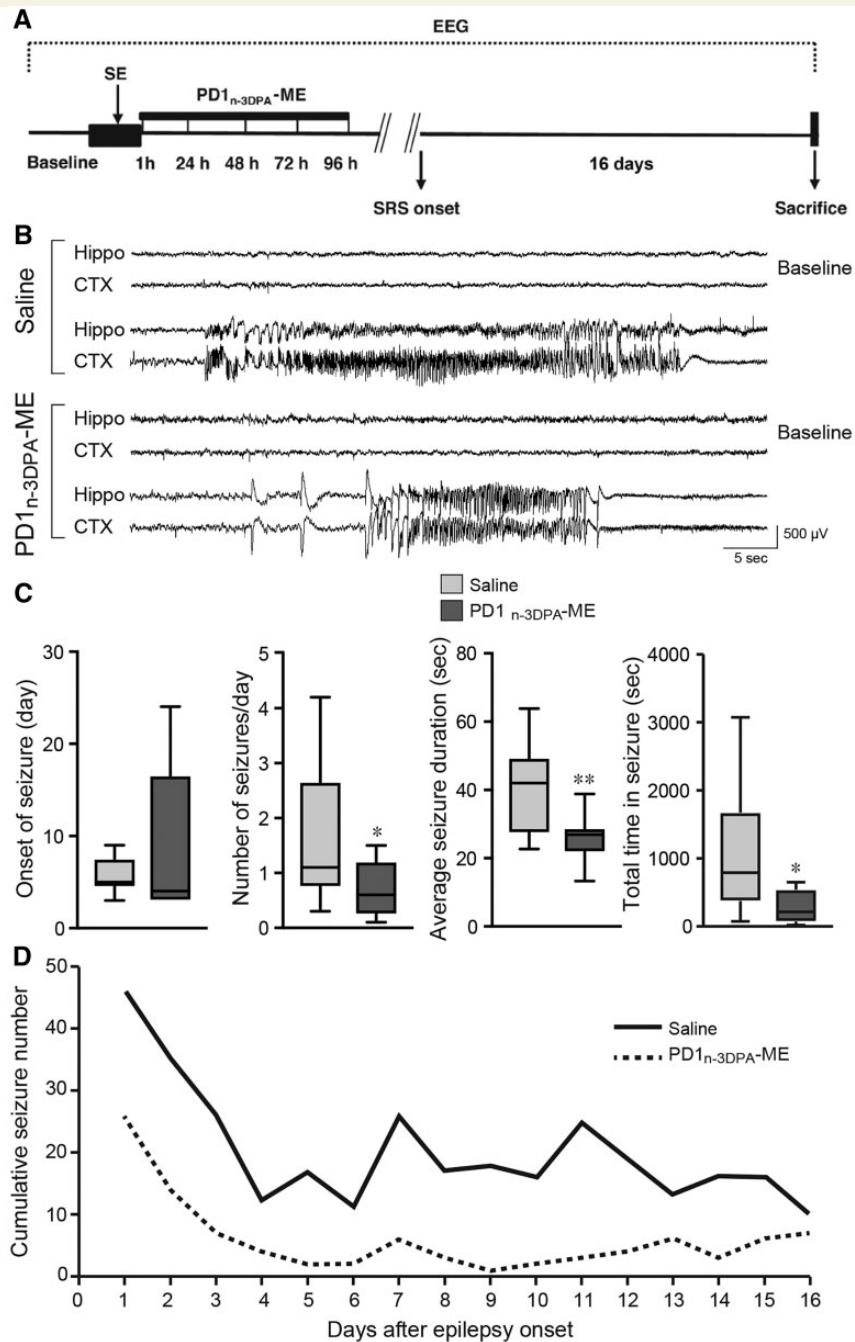 A
EEG
SE
PD1n-3DPA-ME
Baseline 1h 24 h 48 h 72 h 96 h
16 days
SRS onset
Sacrifice
B
Saline
Hippo
CTX
Baseline
Hippo
CTX
PD1n-3DPA-ME
Hippo
CTX
Baseline
Hippo
CTX
500 µV
5 sec
C
Saline
PD1 n-3DPA-ME
Onset of seizure (day)
30
20
10
0
Number of seizures/day
5
4
3
2
1
0
*
Average seizure duration (sec)
80
60
40
20
0
**
Total time in seizure (sec)
4000
3000
2000
1000
0
*
D
Cumulative seizure number
50
40
30
20
10
0
Saline
PD1n-3DPA-ME
0 1 2 3 4 5 6 7 8 9 10 11 12 13 14 15 16
Days after epilepsy onset